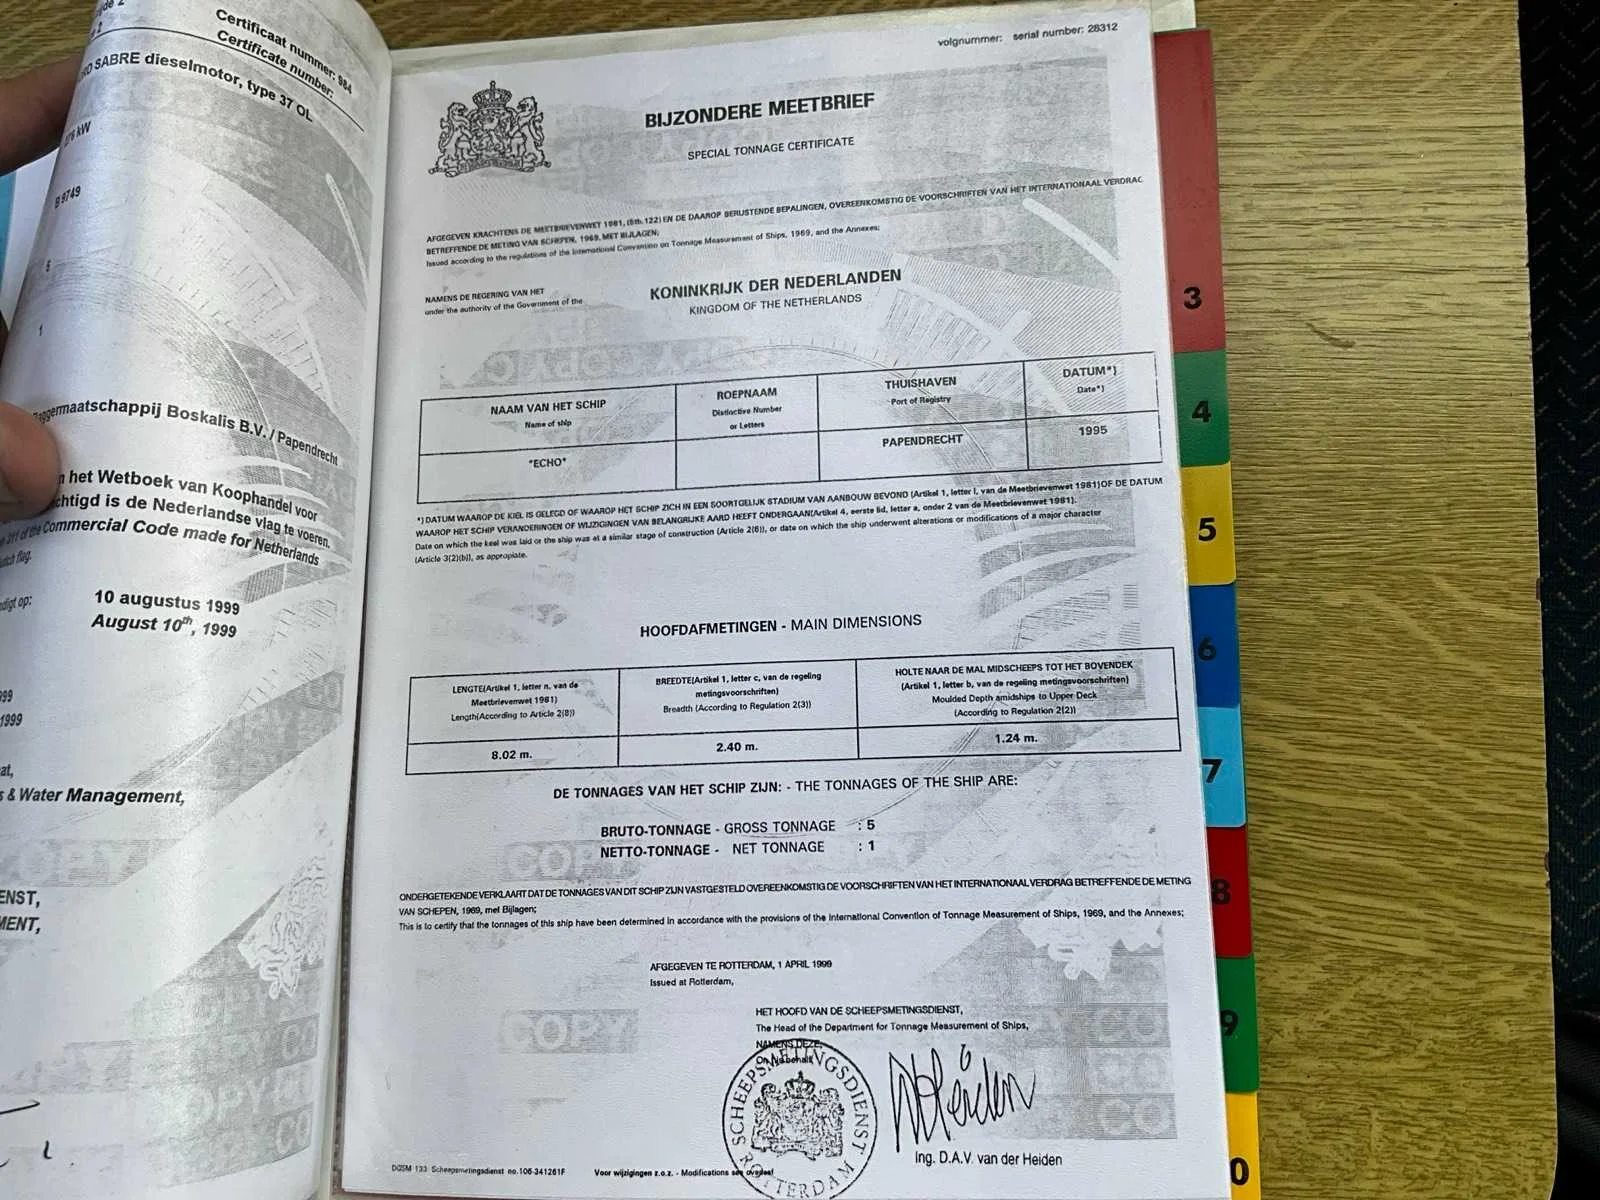 Certificaat nummer: 984
Certificate number:
SABRE dieselmotor, type 37 OL
kW
B 9749
5
1
Baggermaatschappij Boskalis B.V. / Papendrecht
het Wetboek van Koophandel voor
is de Nederlandse vlag te voeren.
of the Commercial Code made for Netherlands
flag.
op:
10 augustus 1999
August 10th, 1999
1999
& Water Management,
volgnummer: serial number: 28312
BIJZONDERE MEETBRIEF
SPECIAL TONNAGE CERTIFICATE
AFGEGEVEN KRACHTENS DE MEETBRIEVENWET 1981, (Stb.122) EN DE DAAROP BERUSTENDE BEPALINGEN, OVEREENKOMSTIG DE VOORSCHRIFTEN VAN HET INTERNATIONAAL VERDRAG
BETREFFENDE DE METING VAN SCHEPEN, 1969, MET BIJLAGEN;
Issued according to the regulations of the International Convention on Tonnage Measurement of Ships, 1969, and the Annexes;
NAMENS DE REGERING VAN HET
under the authority of the Government of the
KONINKRIJK DER NEDERLANDEN
KINGDOM OF THE NETHERLANDS
NAAM VAN HET SCHIP
Name of ship
ROEPNAAM
Distinctive Number
or Letters
THUISHAVEN
Port of Registry
DATUM*)
Date*)
"ECHO"
PAPENDRECHT
1995
*) DATUM WAAROP DE KIEL IS GELEGD OF WAAROP HET SCHIP ZICH IN EEN SOORTGELIJK STADIUM VAN AANBOUW BEVOND (Artikel 1, letter l, van de Meetbrievenwet 1981)OF DE DATUM
WAAROP HET SCHIP VERANDERINGEN OF WIJZIGINGEN VAN BELANGRIJKE AARD HEEFT ONDERGAAN(Artikel 4, eerste lid, letter a, onder 2 van de Meetbrievenwet 1981).
Date on which the keel was laid or the ship was at a similar stage of construction (Article 2(6)), or date on which the ship underwent alterations or modifications of a major character
(Article 3(2)(b)), as appropiate.
HOOFDAFMETINGEN - MAIN DIMENSIONS
LENGTE(Artikel 1, letter n, van de
Meetbrievenwet 1981)
Length(According to Article 2(8))
BREEDTE(Artikel 1, letter c, van de regeling
metingsvoorschriften)
Breadth (According to Regulation 2(3))
HOLTE NAAR DE MAL MIDSCHEEPS TOT HET BOVENDEK
(Artikel 1, letter b, van de regeling metingsvoorschriften)
Moulded Depth amidships to Upper Deck
(According to Regulation 2(2))
8.02 m.
2.40 m.
1.24 m.
DE TONNAGES VAN HET SCHIP ZIJN: - THE TONNAGES OF THE SHIP ARE:
BRUTO-TONNAGE - GROSS TONNAGE : 5
NETTO-TONNAGE - NET TONNAGE : 1
ONDERGETEKENDE VERKLAART DAT DE TONNAGES VAN DIT SCHIP ZIJN VASTGESTELD OVEREENKOMSTIG DE VOORSCHRIFTEN VAN HET INTERNATIONAAL VERDRAG BETREFFENDE DE METING
VAN SCHEPEN, 1969, met Bijlagen;
This is to certify that the tonnages of this ship have been determined in accordance with the provisions of the International Convention of Tonnage Measurement of Ships, 1969, and the Annexes;
AFGEGEVEN TE ROTTERDAM, 1 APRIL 1999
Issued at Rotterdam,
HET HOOFD VAN DE SCHEEPSMETINGSDIENST,
The Head of the Department for Tonnage Measurement of Ships,
NAMENS DEZE,
On his behalf,
SCHEEPSMETINGSDIENST
ROTTERDAM
Ing. D.A.V. van der Heiden
DGSM 133 Scheepsmetingsdienst no.106-341261F
Voor wijzigingen z.o.z. - Modifications see overleaf
COPY
COPY
3
4
5
6
7
8
9
0